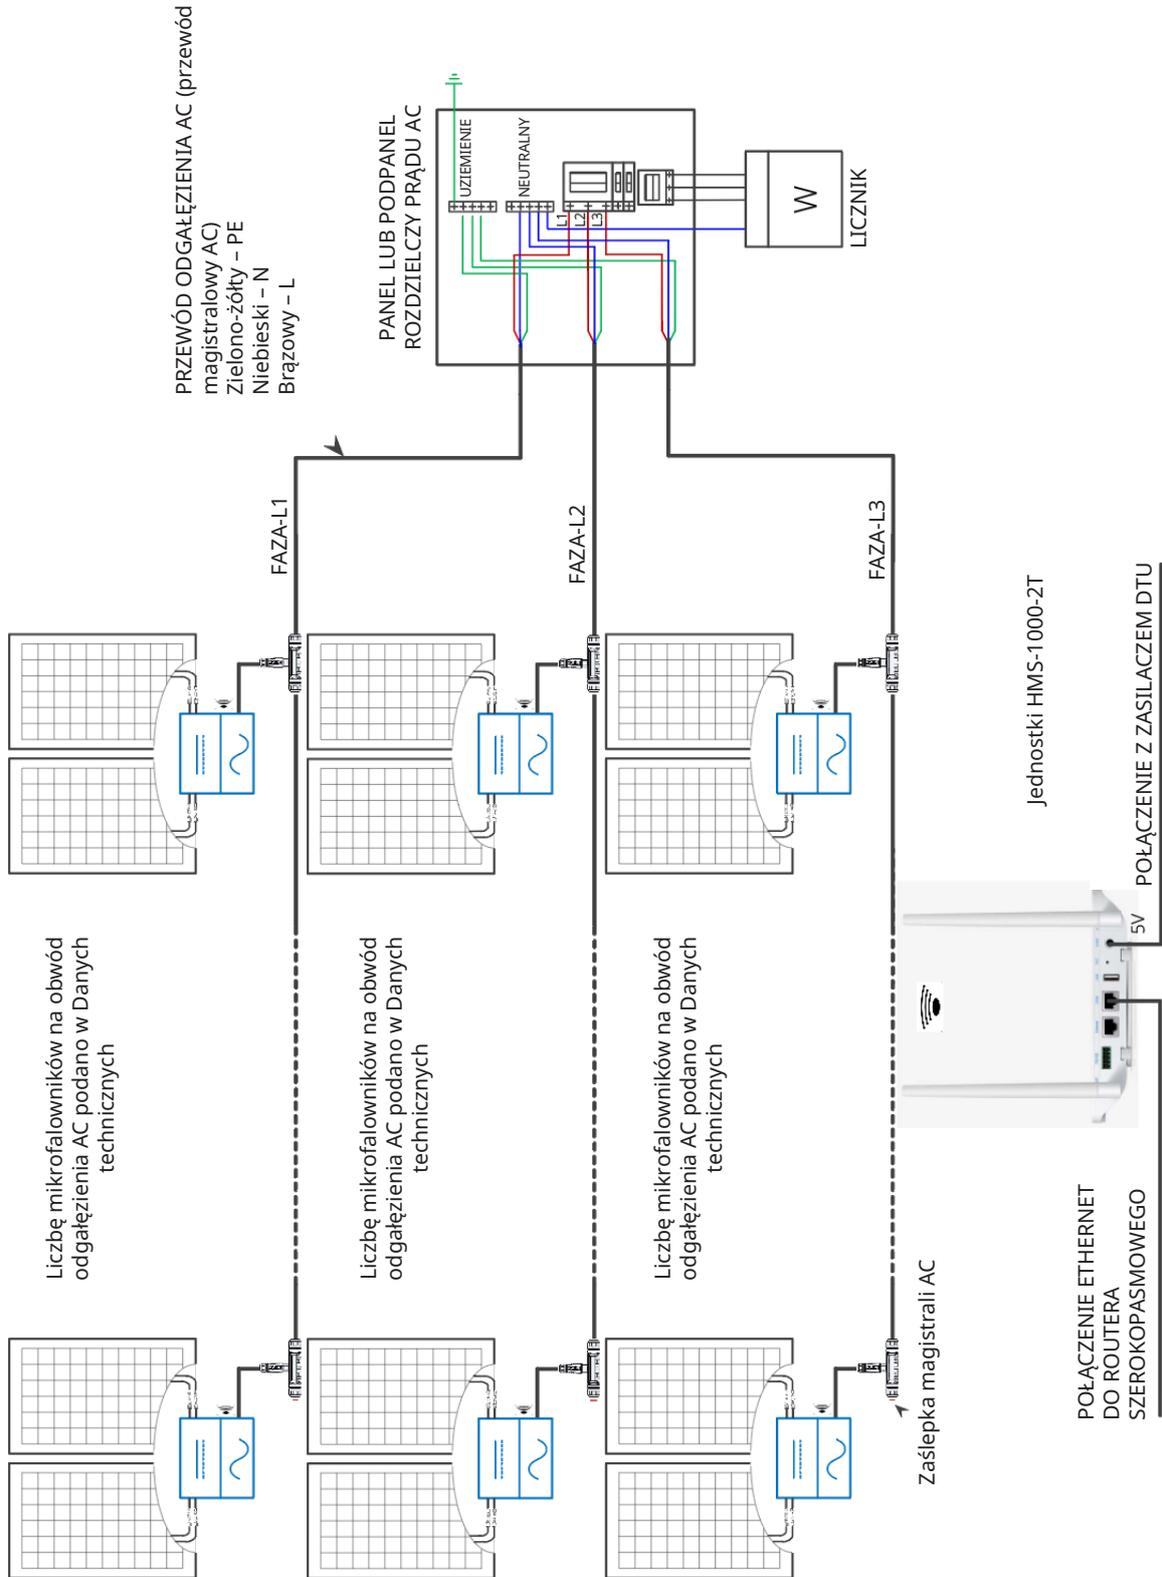 PRZEWÓD ODGAŁĘZIENIA AC (przewód
magistralowy AC)
Zielono-żółty – PE
Niebieski – N
Brązowy – L
PANEL LUB PODPANEL
ROZDZIELCZY PRĄDU AC
UZIEMIENIE
NEUTRALNY
L1
L2
L3
W
LICZNIK
FAZA-L1
FAZA-L2
FAZA-L3
Liczbę mikrofalowników na obwód
odgałęzienia AC podano w Danych
technicznych
Liczbę mikrofalowników na obwód
odgałęzienia AC podano w Danych
technicznych
Liczbę mikrofalowników na obwód
odgałęzienia AC podano w Danych
technicznych
Jednostki HMS-1000-2T
Zaślepka magistrali AC
POŁĄCZENIE ETHERNET
DO ROUTERA
SZEROKOPASMOWEGO
5V
POŁĄCZENIE Z ZASILACZEM DTU